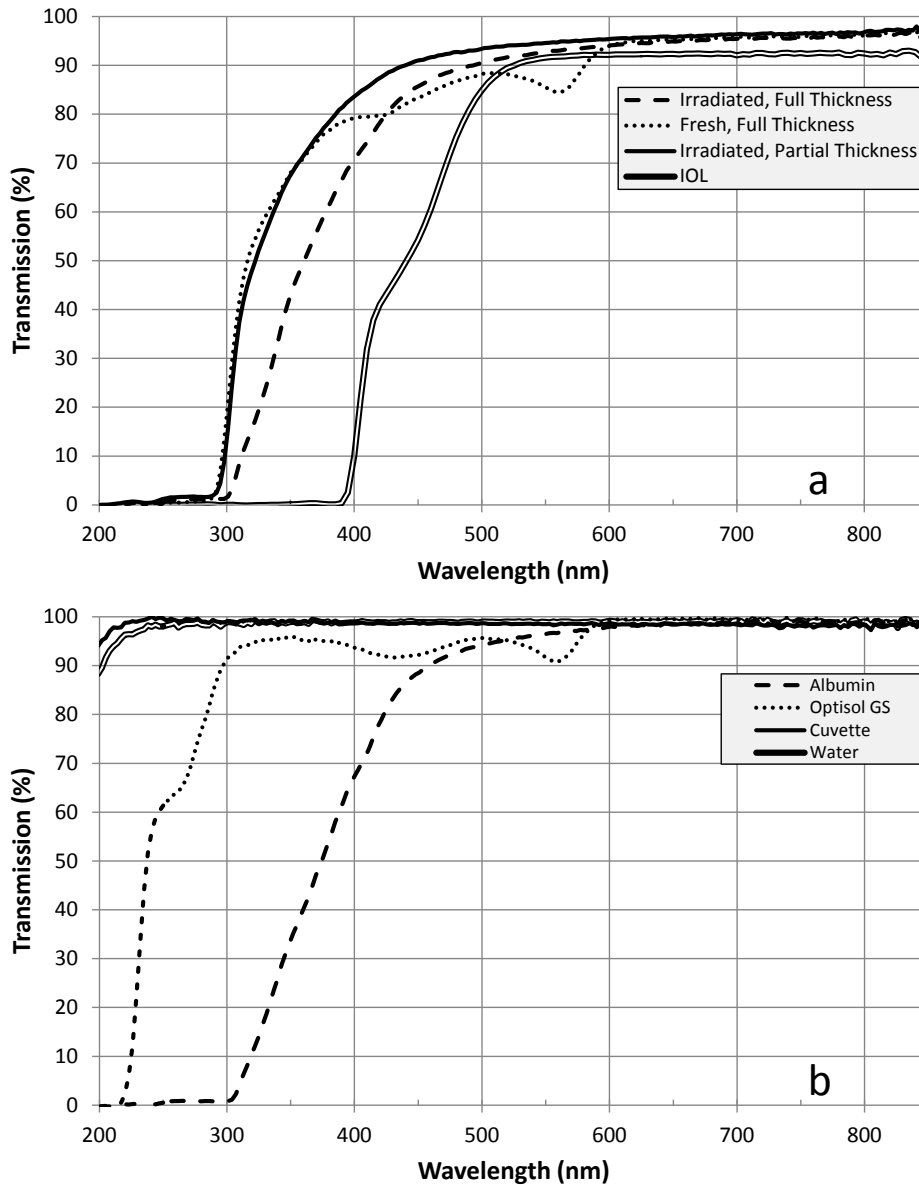 100
90
80
70
60
50
40
30
20
10
0
Transmission (%)
Irradiated, Full Thickness
Fresh, Full Thickness
Irradiated, Partial Thickness
IOL
a
200 300 400 500 600 700 800
Wavelength (nm)
100
90
80
70
60
50
40
30
20
10
0
Transmission (%)
Albumin
Optisol GS
Cuvette
Water
b
200 300 400 500 600 700 800
Wavelength (nm)